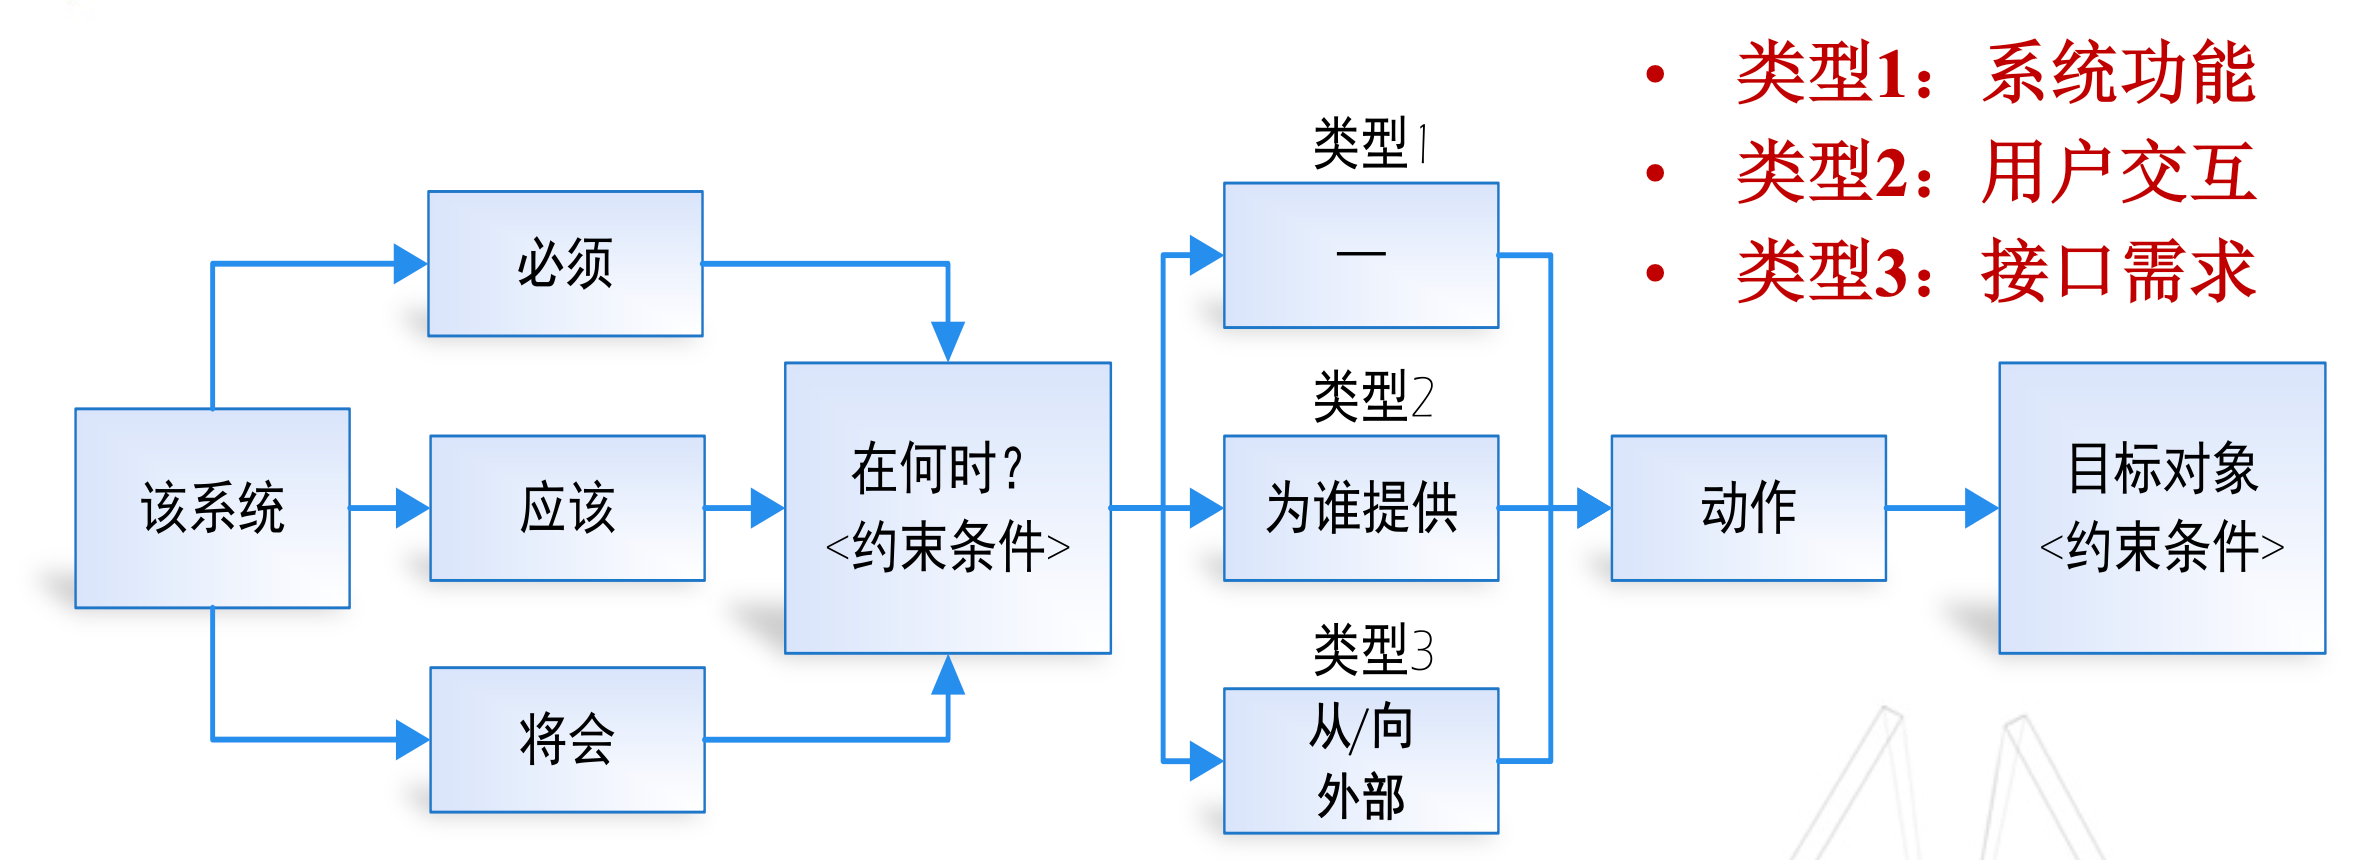 • 类型1：系统功能
• 类型2：用户交互
• 类型3：接口需求
该系统
必须
应该
将会
在何时？
<约束条件>
类型1
—
类型2
为谁提供
类型3
从/向
外部
动作
目标对象
<约束条件>